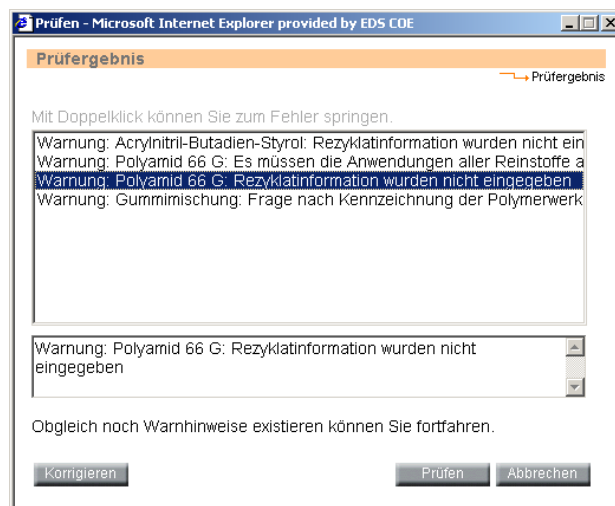 Prüfen - Microsoft Internet Explorer provided by EDS COE
Prüfergebnis
Prüfergebnis
Mit Doppelklick können Sie zum Fehler springen.
Warnung: Acrylnitril-Butadien-Styrol: Rezyklatinformation wurden nicht ein
Warnung: Polyamid 66 G: Es müssen die Anwendungen aller Reinstoffe a
Warnung: Polyamid 66 G: Rezyklatinformation wurden nicht eingegeben
Warnung: Gummimischung: Frage nach Kennzeichnung der Polymerwerk
Warnung: Polyamid 66 G: Rezyklatinformation wurden nicht
eingegeben
Obgleich noch Warnhinweise existieren können Sie fortfahren.
Korrigieren Prüfen Abbrechen